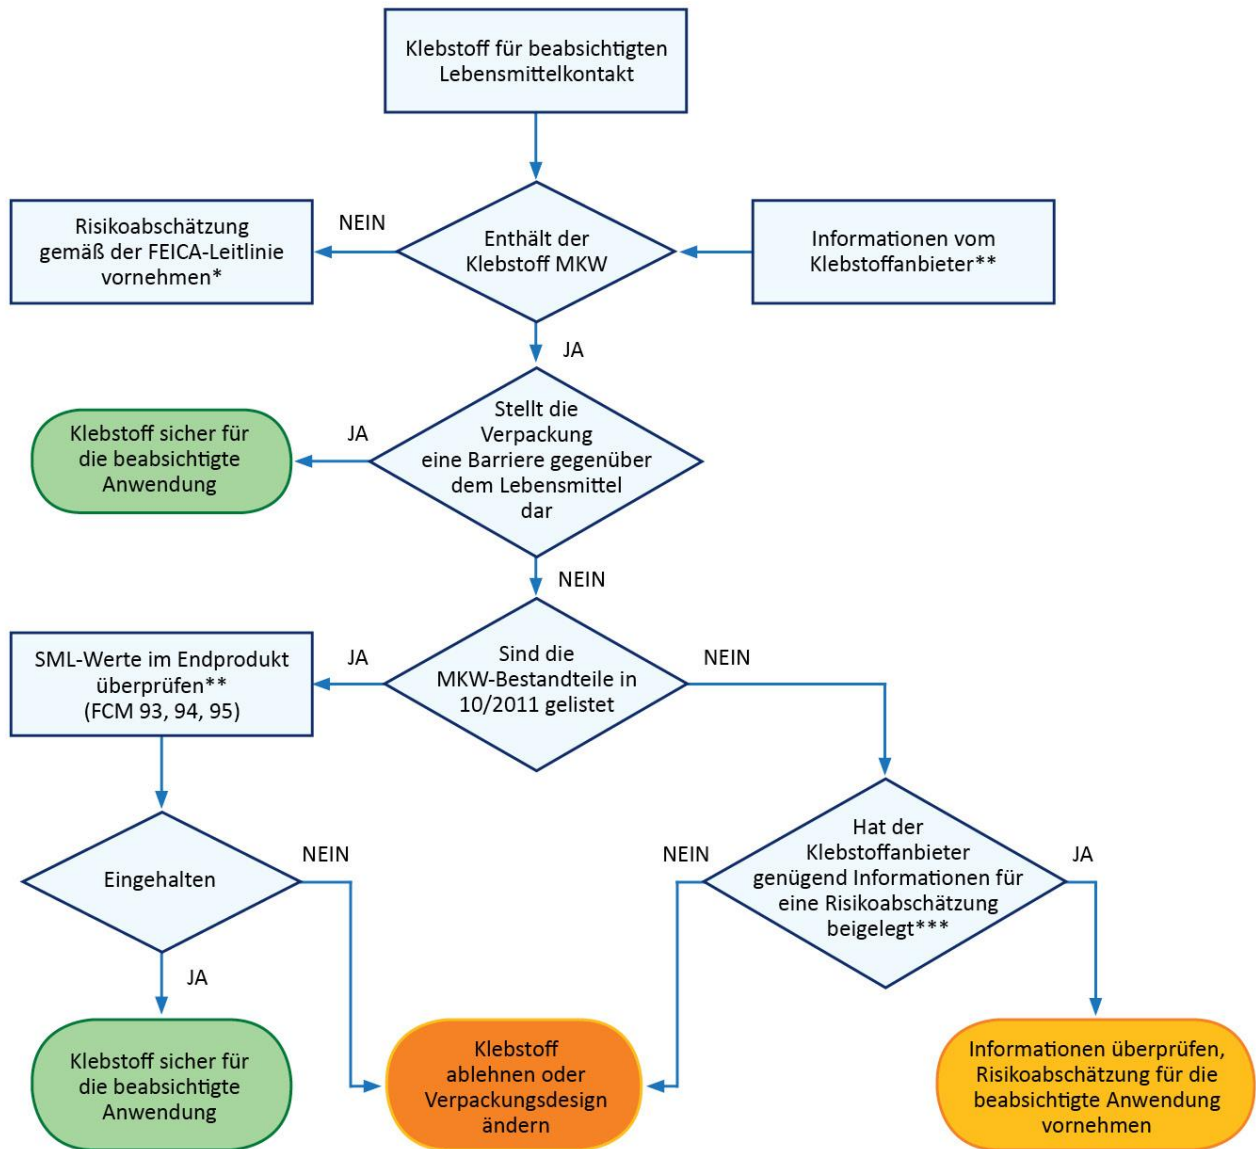 Klebstoff für beabsichtigten
Lebensmittelkontakt
Risikoabschätzung
gemäß der FEICA-Leitlinie
vornehmen*
NEIN
Enthält der
Klebstoff MKW
Informationen vom
Klebstoffanbieter**
JA
Klebstoff sicher für
die beabsichtigte
Anwendung
JA
Stellt die
Verpackung
eine Barriere gegenüber
dem Lebensmittel
dar
NEIN
SML-Werte im Endprodukt
überprüfen**
(FCM 93, 94, 95)
JA
Sind die
MKW-Bestandteile in
10/2011 gelistet
NEIN
Eingehalten
NEIN
NEIN
Hat der
Klebstoffanbieter
genügend Informationen für
eine Risikoabschätzung
beigelegt***
JA
JA
Klebstoff sicher für
die beabsichtigte
Anwendung
Klebstoff
ablehnen oder
Verpackungsdesign
ändern
Informationen überprüfen,
Risikoabschätzung für die
beabsichtigte Anwendung
vornehmen